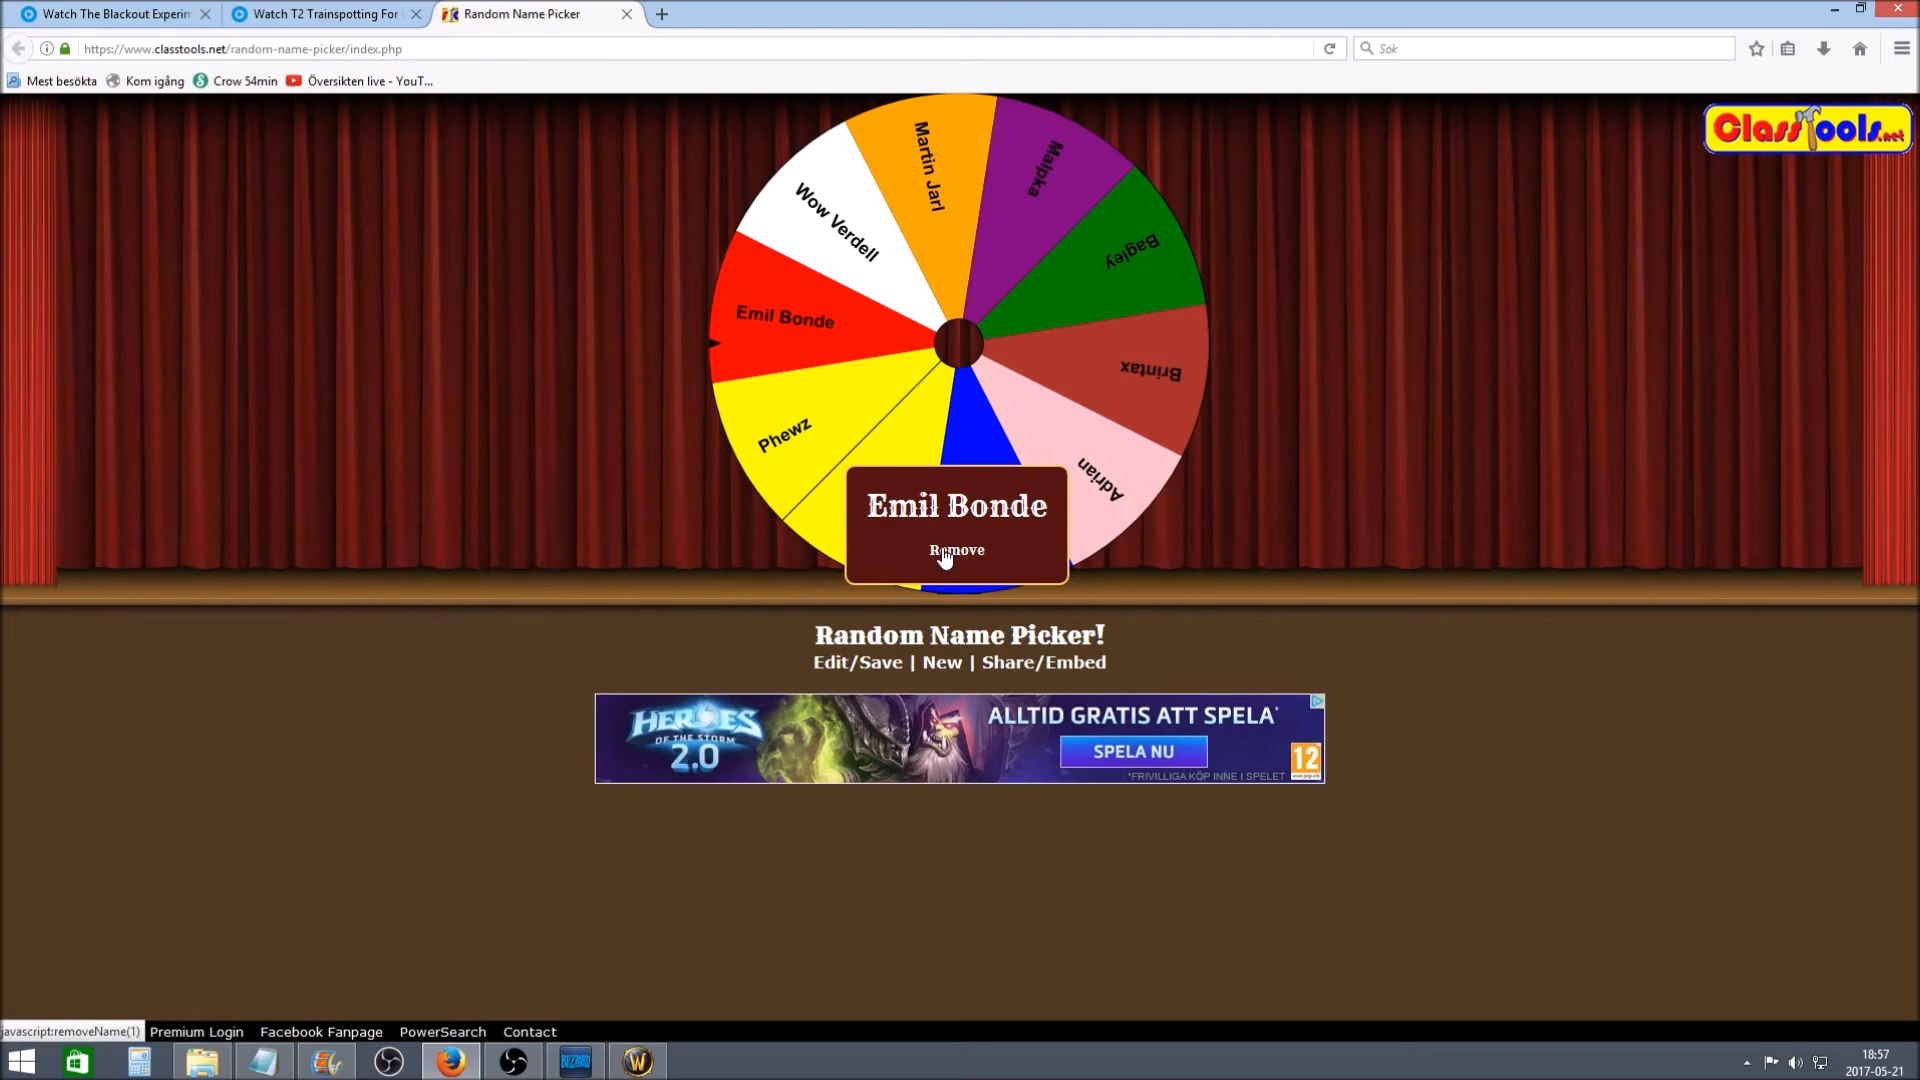 Watch The Blackout Experim
Watch T2 Trainspotting For
Random Name Picker
https://www.classtools.net/random-name-picker/index.php
Sök
Mest besökta
Kom igång
Crow 54min
Översikten live - YouT...
ClassTools.net
Martin Jarl
Malpka
Wow Verdell
Bagley
Emil Bonde
Brintax
Phewz
Adrian
Emil Bonde
Remove
Random Name Picker!
Edit/Save | New | Share/Embed
HEROES
OF THE STORM
2.0
ALLTID GRATIS ATT SPELA*
SPELA NU
12
*FRIVILLIGA KÖP INNE I SPELET
javascript:removeName(1)
Premium Login
Facebook Fanpage
PowerSearch
Contact
BLIZZARD
18:57
2017-05-21